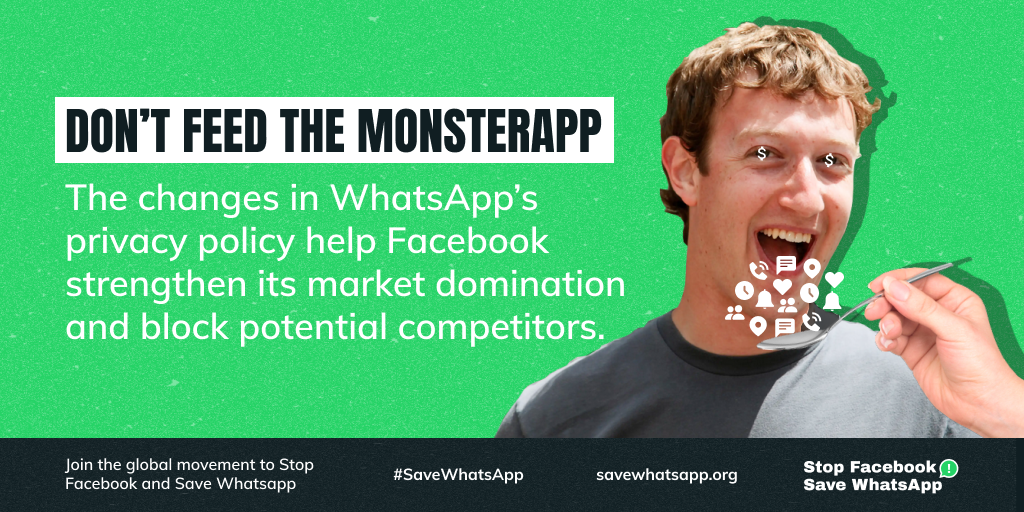 DON'T FEED THE MONSTERAPP
The changes in WhatsApp's
privacy policy help Facebook
strengthen its market domination
and block potential competitors.
$ $
Join the global movement to Stop
Facebook and Save Whatsapp
#SaveWhatsApp
savewhatsapp.org
Stop Facebook
Save WhatsApp